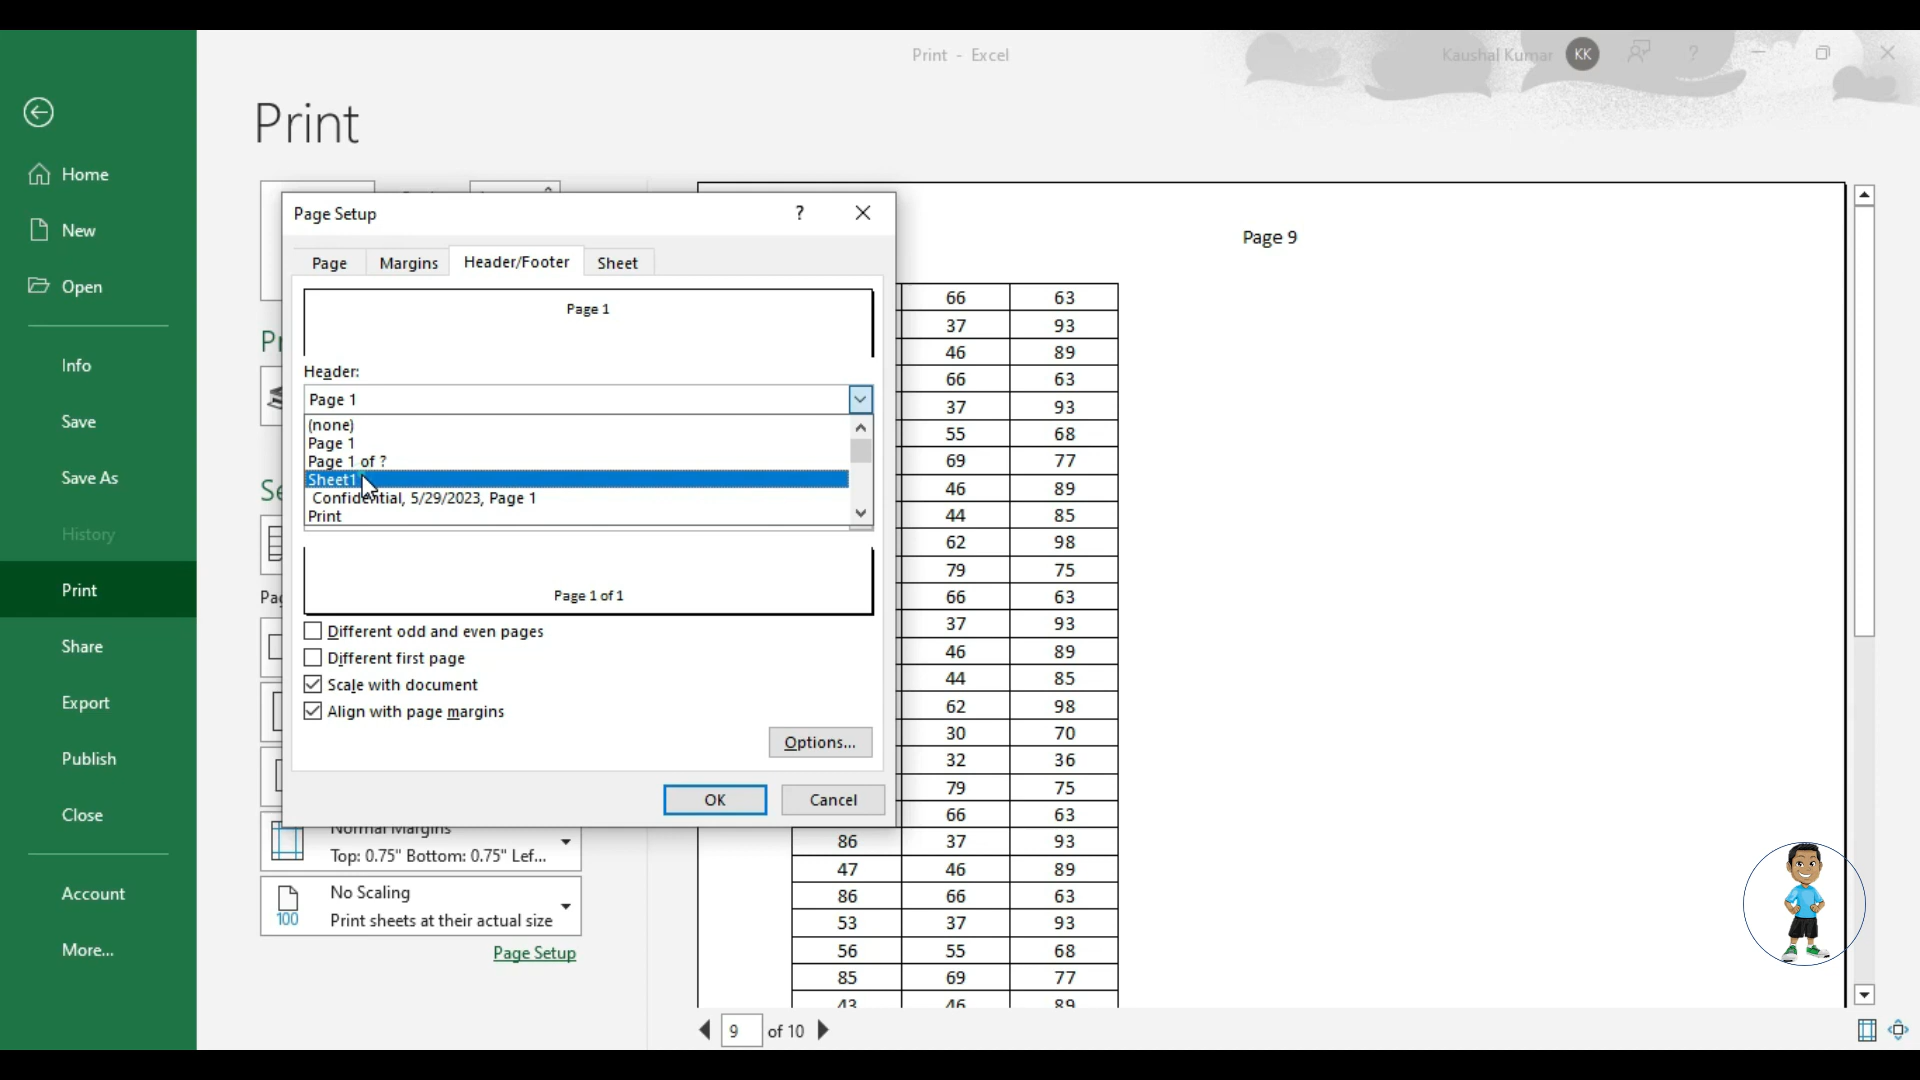 Print - Excel
Kaushal Kumar
KK
?
Print
Home
New
Open
Info
Save
Save As
History
Print
Share
Export
Publish
Close
Account
More...
Page Setup
?
Page
Margins
Header/Footer
Sheet
Page 1
Header:
Page 1
(none)
Page 1
Page 1 of ?
Sheet1
Confidential, 5/29/2023, Page 1
Print
Page 1 of 1
Different odd and even pages
Different first page
Scale with document
Align with page margins
Options...
OK
Cancel
Normal Margins
Top: 0.75" Bottom: 0.75" Lef...
100
No Scaling
Print sheets at their actual size
Page Setup
Page 9
66 63
37 93
46 89
66 63
37 93
55 68
69 77
46 89
44 85
62 98
79 75
66 63
37 93
46 89
44 85
62 98
30 70
32 36
79 75
66 63
86 37 93
47 46 89
86 66 63
53 37 93
56 55 68
85 69 77
43 46 89
9 of 10